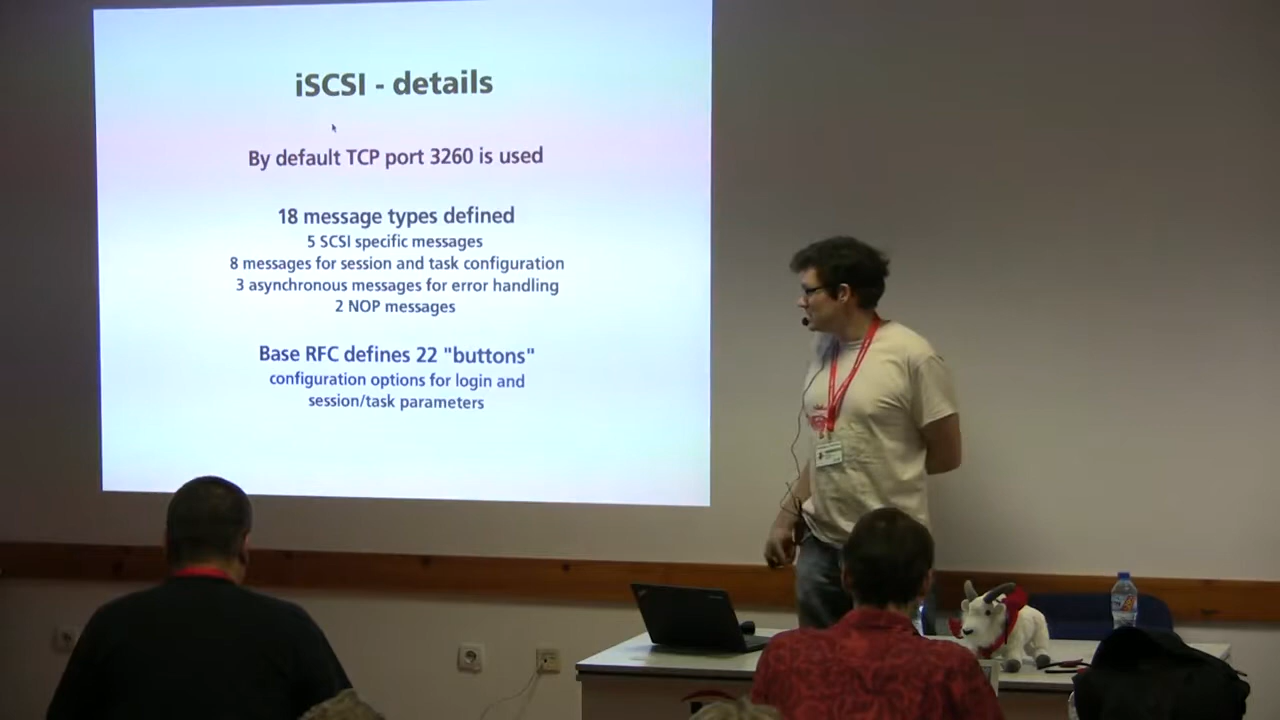 iSCSI - details
By default TCP port 3260 is used
18 message types defined
5 SCSI specific messages
8 messages for session and task configuration
3 asynchronous messages for error handling
2 NOP messages
Base RFC defines 22 "buttons"
configuration options for login and
session/task parameters